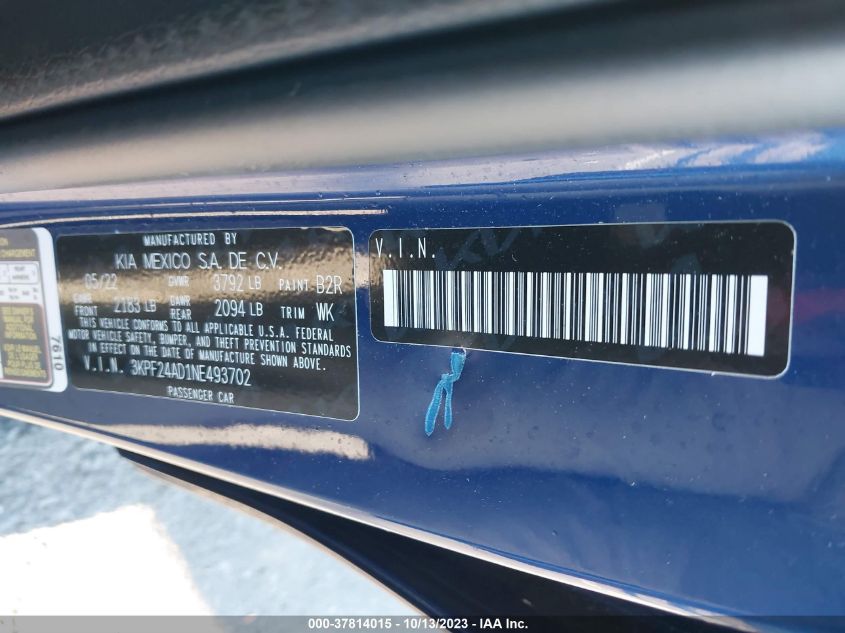 MANUFACTURED BY
KIA MEXICO S.A. DE C.V.
05/22 GVWR 3792 LB PAINT B2R
GAWR FRONT 2183 LB GAWR REAR 2094 LB TRIM WK
THIS VEHICLE CONFORMS TO ALL APPLICABLE U.S.A. FEDERAL
MOTOR VEHICLE SAFETY, BUMPER, AND THEFT PREVENTION STANDARDS
IN EFFECT ON THE DATE OF MANUFACTURE SHOWN ABOVE.
V.I.N. 3KPF24AD1NE493702
PASSENGER CAR
V.I.N.
7610
000-37814015 - 10/13/2023 - IAA Inc.